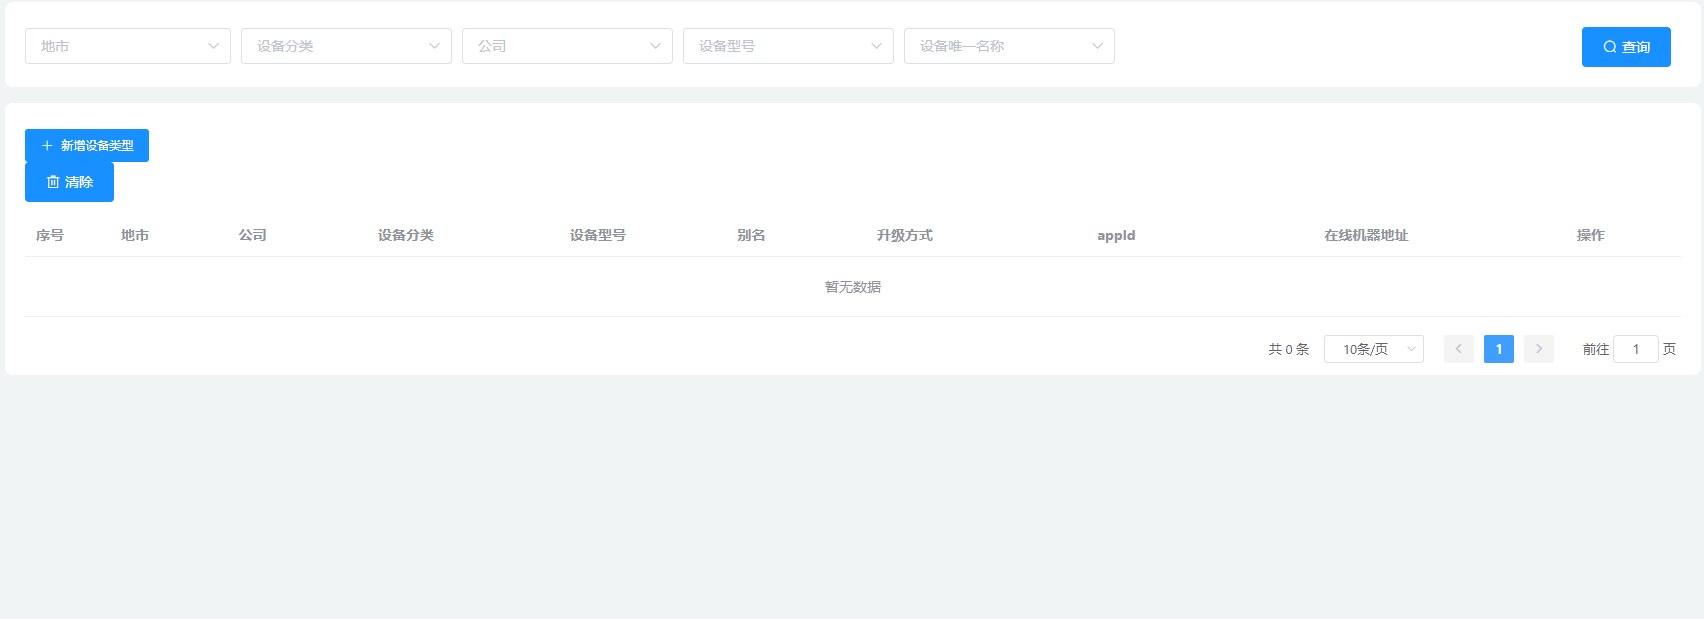 地市 设备分类 公司 设备型号 设备唯一名称 查询
新增设备类型
清除
序号 地市 公司 设备分类 设备型号 别名 升级方式 appId 在线机器地址 操作
暂无数据
共 0 条 10条/页 1 前往 1 页